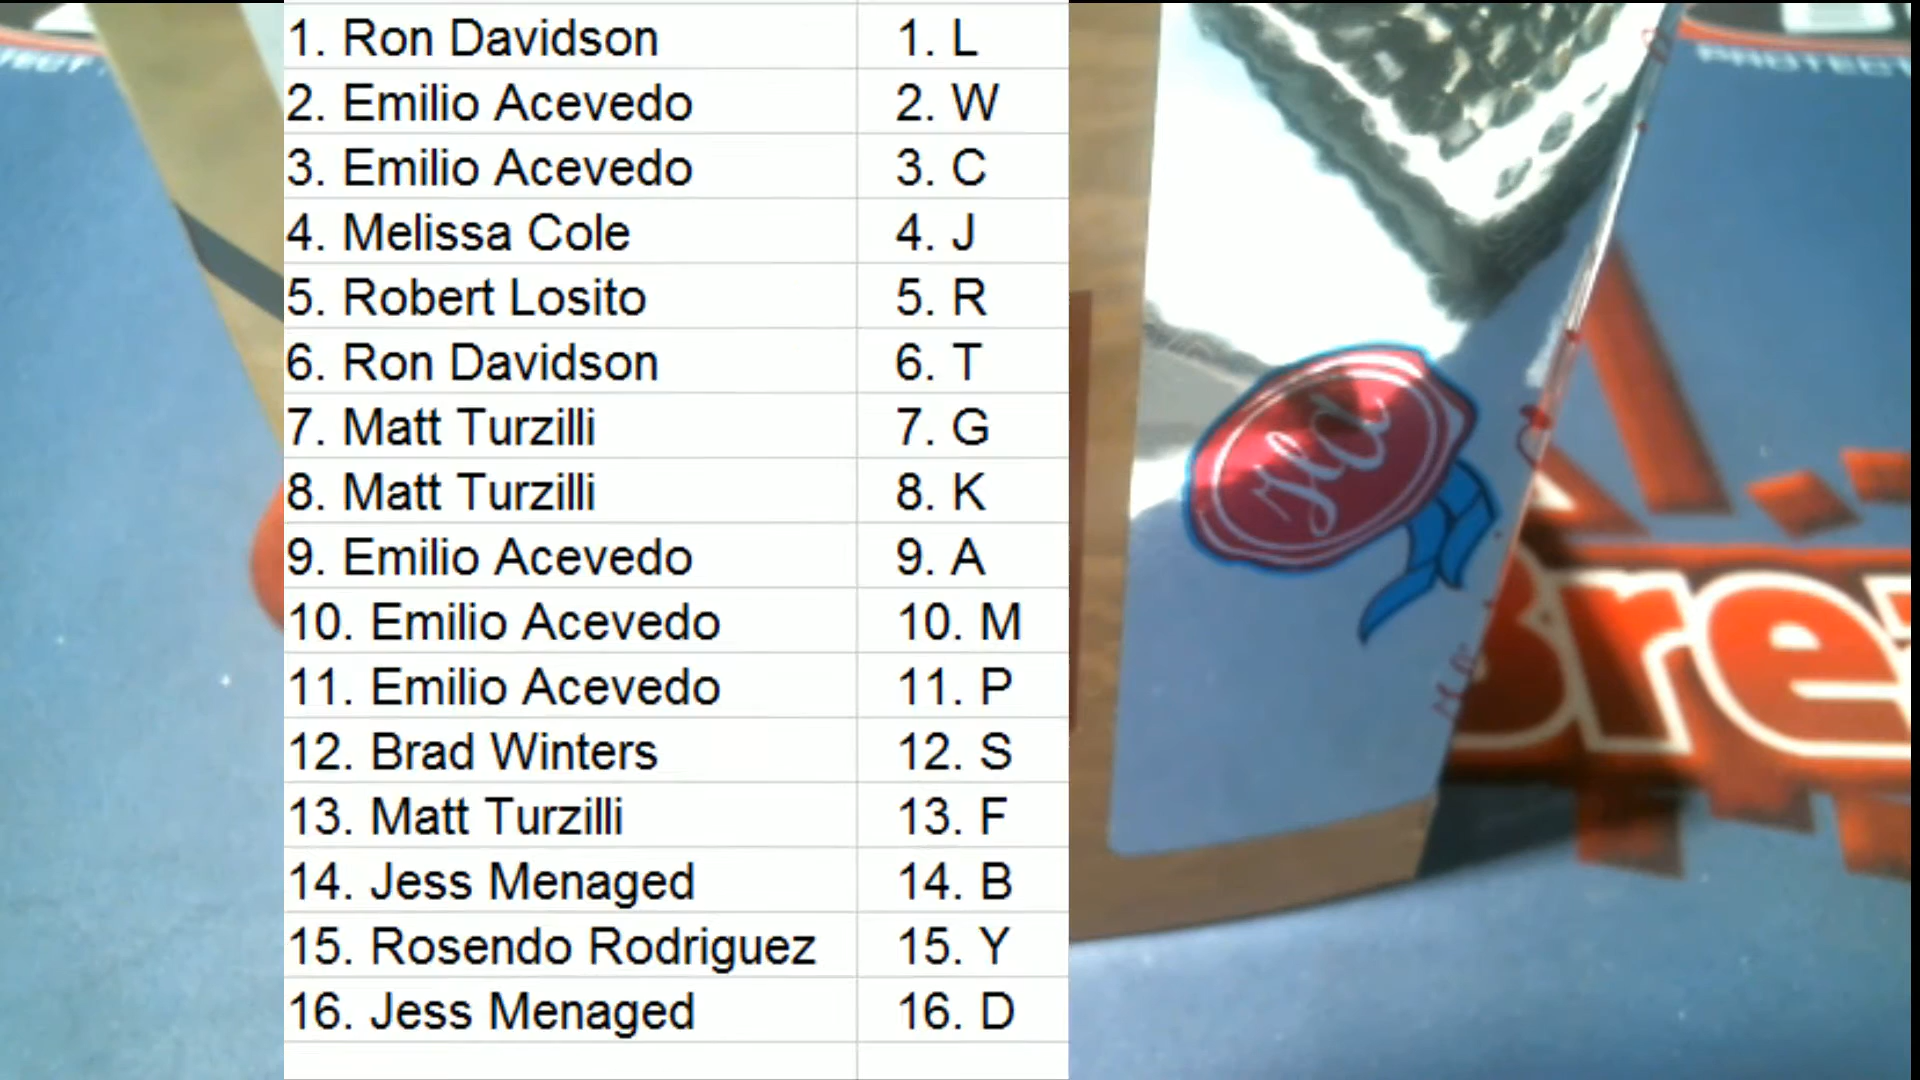 1. Ron Davidson 1. L
2. Emilio Acevedo 2. W
3. Emilio Acevedo 3. C
4. Melissa Cole 4. J
5. Robert Losito 5. R
6. Ron Davidson 6. T
7. Matt Turzilli 7. G
8. Matt Turzilli 8. K
9. Emilio Acevedo 9. A
10. Emilio Acevedo 10. M
11. Emilio Acevedo 11. P
12. Brad Winters 12. S
13. Matt Turzilli 13. F
14. Jess Menaged 14. B
15. Rosendo Rodriguez 15. Y
16. Jess Menaged 16. D
PROTECT
Bre